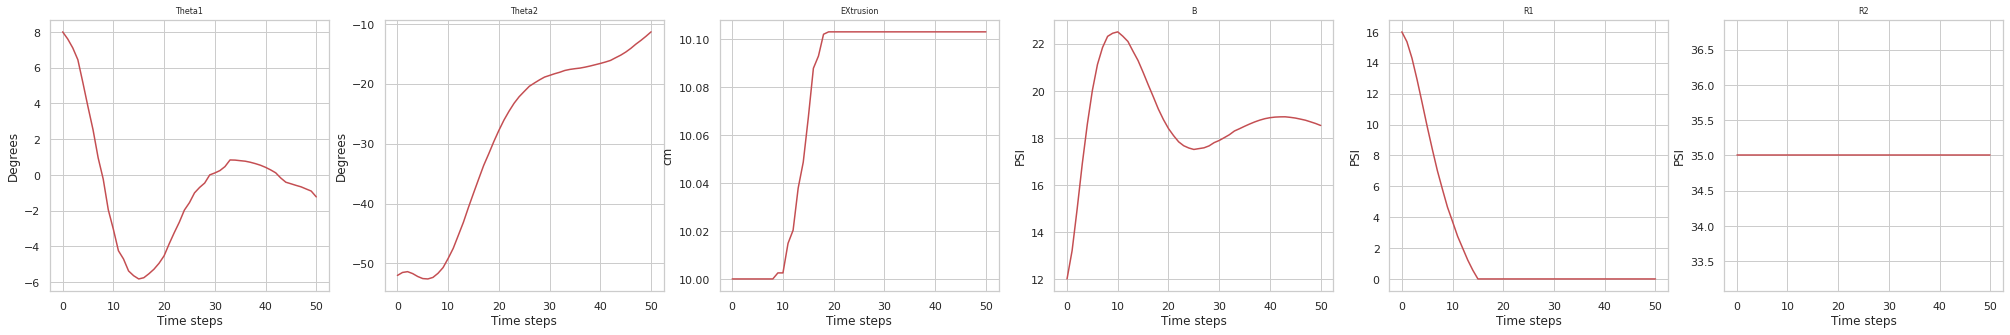 Theta1
Degrees
8
6
4
2
0
−2
−4
−6
0 10 20 30 40 50
Time steps
Theta2
Degrees
−10
−20
−30
−40
−50
0 10 20 30 40 50
Time steps
EXtrusion
cm
10.10
10.08
10.06
10.04
10.02
10.00
0 10 20 30 40 50
Time steps
B
PSI
22
20
18
16
14
12
0 10 20 30 40 50
Time steps
R1
PSI
16
14
12
10
8
6
4
2
0
0 10 20 30 40 50
Time steps
R2
PSI
36.5
36.0
35.5
35.0
34.5
34.0
33.5
0 10 20 30 40 50
Time steps